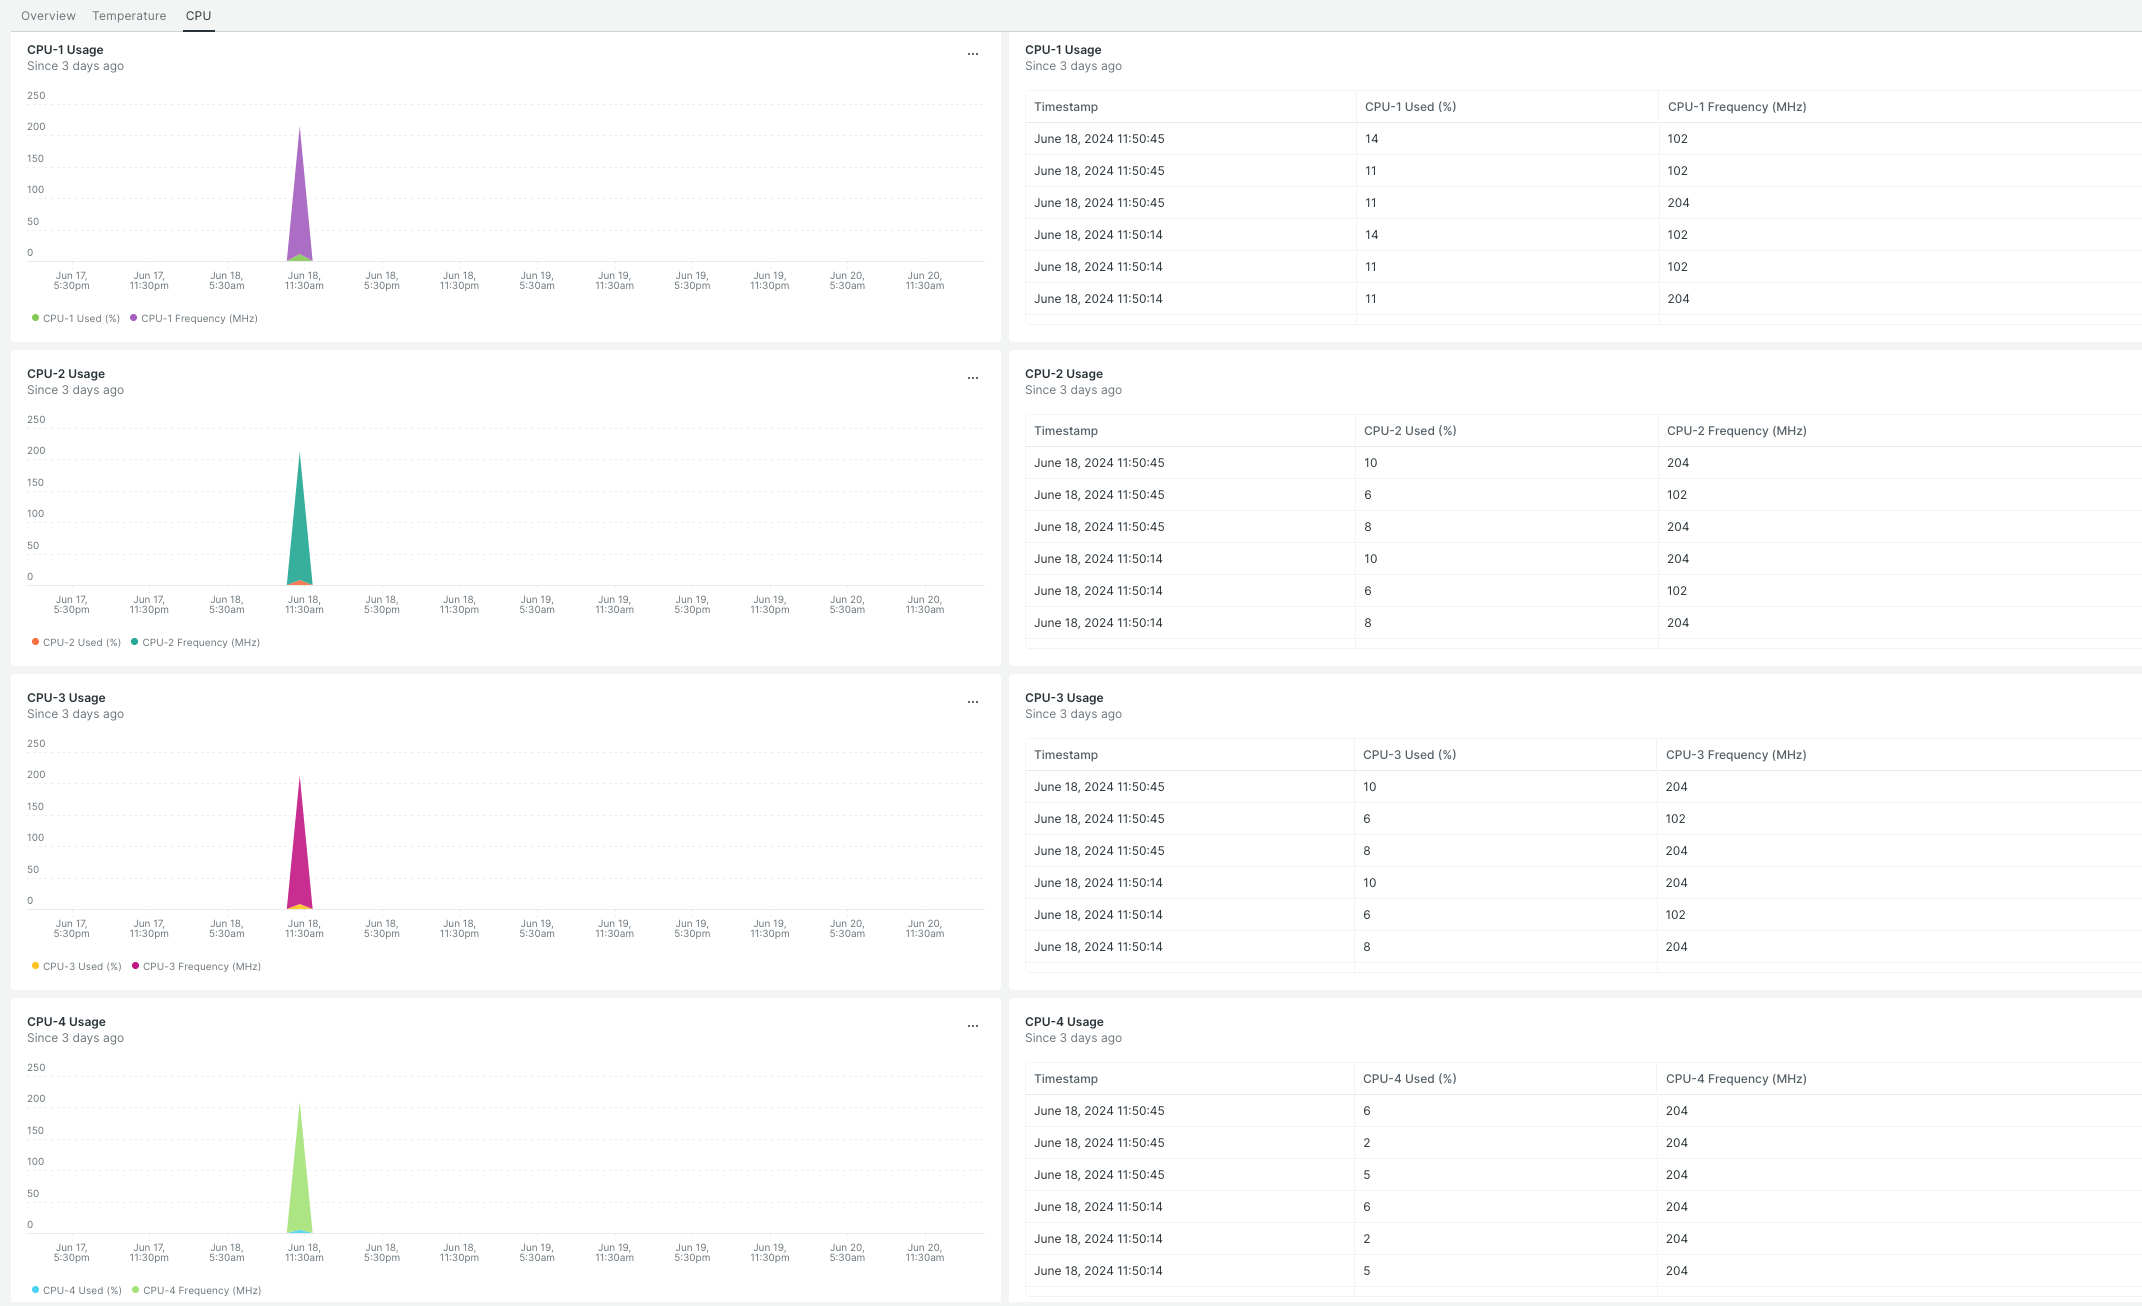 Overview Temperature CPU
CPU-1 Usage
Since 3 days ago
...
250
200
150
100
50
0
Jun 17, 5:30pm
Jun 17, 11:30pm
Jun 18, 5:30am
Jun 18, 11:30am
Jun 18, 5:30pm
Jun 18, 11:30pm
Jun 19, 5:30am
Jun 19, 11:30am
Jun 19, 5:30pm
Jun 19, 11:30pm
Jun 20, 5:30am
Jun 20, 11:30am
CPU-1 Used (%) CPU-1 Frequency (MHz)
CPU-1 Usage
Since 3 days ago
Timestamp CPU-1 Used (%) CPU-1 Frequency (MHz)
June 18, 2024 11:50:45 14 102
June 18, 2024 11:50:45 11 102
June 18, 2024 11:50:45 11 204
June 18, 2024 11:50:14 14 102
June 18, 2024 11:50:14 11 102
June 18, 2024 11:50:14 11 204
CPU-2 Usage
Since 3 days ago
...
250
200
150
100
50
0
Jun 17, 5:30pm
Jun 17, 11:30pm
Jun 18, 5:30am
Jun 18, 11:30am
Jun 18, 5:30pm
Jun 18, 11:30pm
Jun 19, 5:30am
Jun 19, 11:30am
Jun 19, 5:30pm
Jun 19, 11:30pm
Jun 20, 5:30am
Jun 20, 11:30am
CPU-2 Used (%) CPU-2 Frequency (MHz)
CPU-2 Usage
Since 3 days ago
Timestamp CPU-2 Used (%) CPU-2 Frequency (MHz)
June 18, 2024 11:50:45 10 204
June 18, 2024 11:50:45 6 102
June 18, 2024 11:50:45 8 204
June 18, 2024 11:50:14 10 204
June 18, 2024 11:50:14 6 102
June 18, 2024 11:50:14 8 204
CPU-3 Usage
Since 3 days ago
...
250
200
150
100
50
0
Jun 17, 5:30pm
Jun 17, 11:30pm
Jun 18, 5:30am
Jun 18, 11:30am
Jun 18, 5:30pm
Jun 18, 11:30pm
Jun 19, 5:30am
Jun 19, 11:30am
Jun 19, 5:30pm
Jun 19, 11:30pm
Jun 20, 5:30am
Jun 20, 11:30am
CPU-3 Used (%) CPU-3 Frequency (MHz)
CPU-3 Usage
Since 3 days ago
Timestamp CPU-3 Used (%) CPU-3 Frequency (MHz)
June 18, 2024 11:50:45 10 204
June 18, 2024 11:50:45 6 102
June 18, 2024 11:50:45 8 204
June 18, 2024 11:50:14 10 204
June 18, 2024 11:50:14 6 102
June 18, 2024 11:50:14 8 204
CPU-4 Usage
Since 3 days ago
...
250
200
150
100
50
0
Jun 17, 5:30pm
Jun 17, 11:30pm
Jun 18, 5:30am
Jun 18, 11:30am
Jun 18, 5:30pm
Jun 18, 11:30pm
Jun 19, 5:30am
Jun 19, 11:30am
Jun 19, 5:30pm
Jun 19, 11:30pm
Jun 20, 5:30am
Jun 20, 11:30am
CPU-4 Used (%) CPU-4 Frequency (MHz)
CPU-4 Usage
Since 3 days ago
Timestamp CPU-4 Used (%) CPU-4 Frequency (MHz)
June 18, 2024 11:50:45 6 204
June 18, 2024 11:50:45 2 204
June 18, 2024 11:50:45 5 204
June 18, 2024 11:50:14 6 204
June 18, 2024 11:50:14 2 204
June 18, 2024 11:50:14 5 204